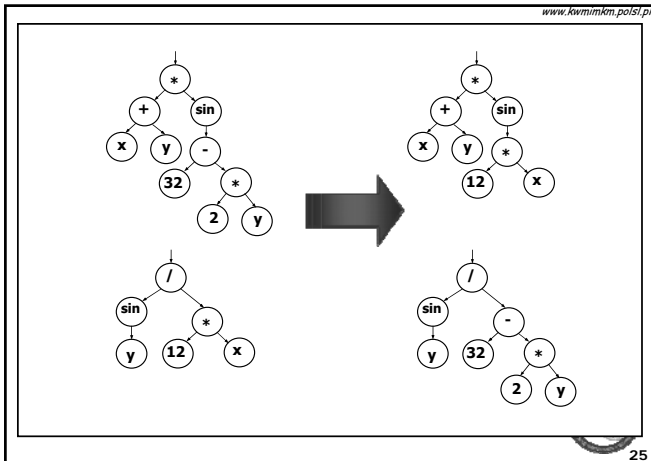 www.kwmimkm.polsl.pl
* *
+ sin + sin
x y - x y *
32 * 12 x
2 y
/ /
sin * sin -
y 12 x y 32 *
2 y
25